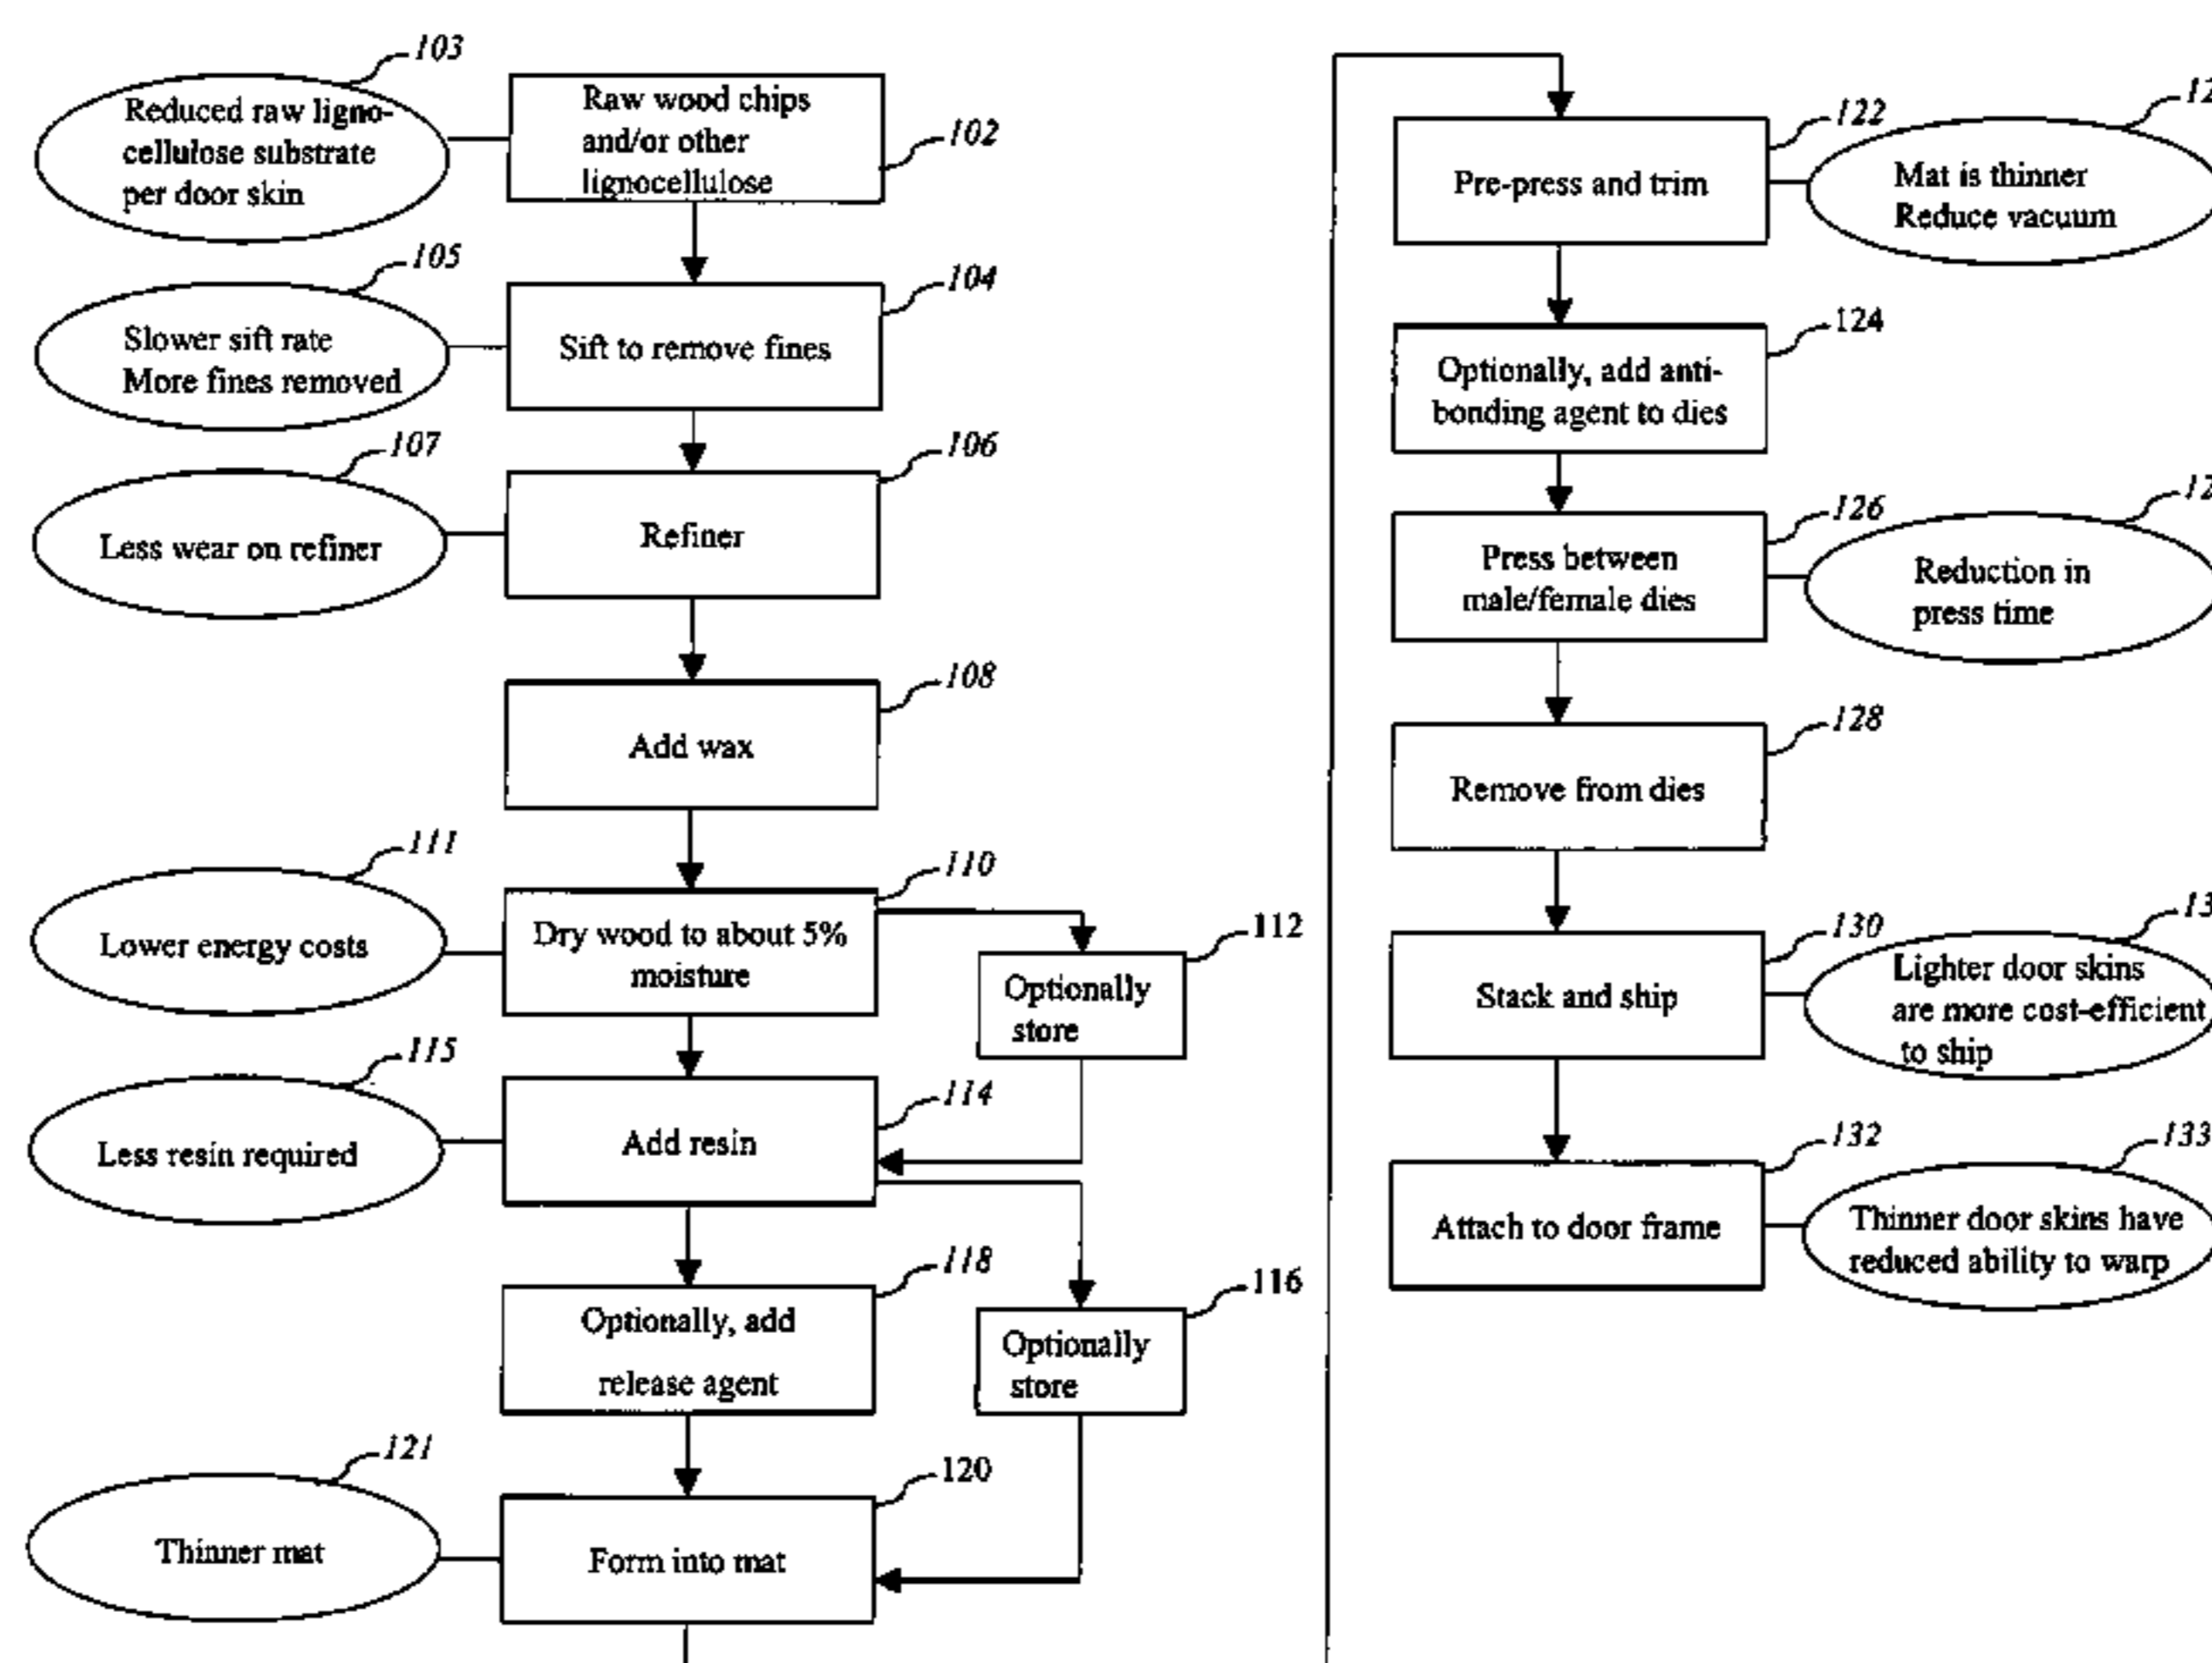 103
Reduced raw ligno-
cellulose substrate
per door skin
Raw wood chips
and/or other
lignocellulose
102
105
Slower sift rate
More fines removed
Sift to remove fines
104
107
Less wear on refiner
Refiner
106
Add wax
108
111
Lower energy costs
Dry wood to about 5%
moisture
110
Optionally
store
112
115
Less resin required
Add resin
114
Optionally, add
release agent
118
Optionally
store
116
121
Thinner mat
Form into mat
120
Pre-press and trim
122
Mat is thinner
Reduce vacuum
Optionally, add anti-
bonding agent to dies
124
Press between
male/female dies
126
Reduction in
press time
Remove from dies
128
Stack and ship
130
Lighter door skins
are more cost-efficient
to ship
Attach to door frame
132
133
Thinner door skins have
reduced ability to warp